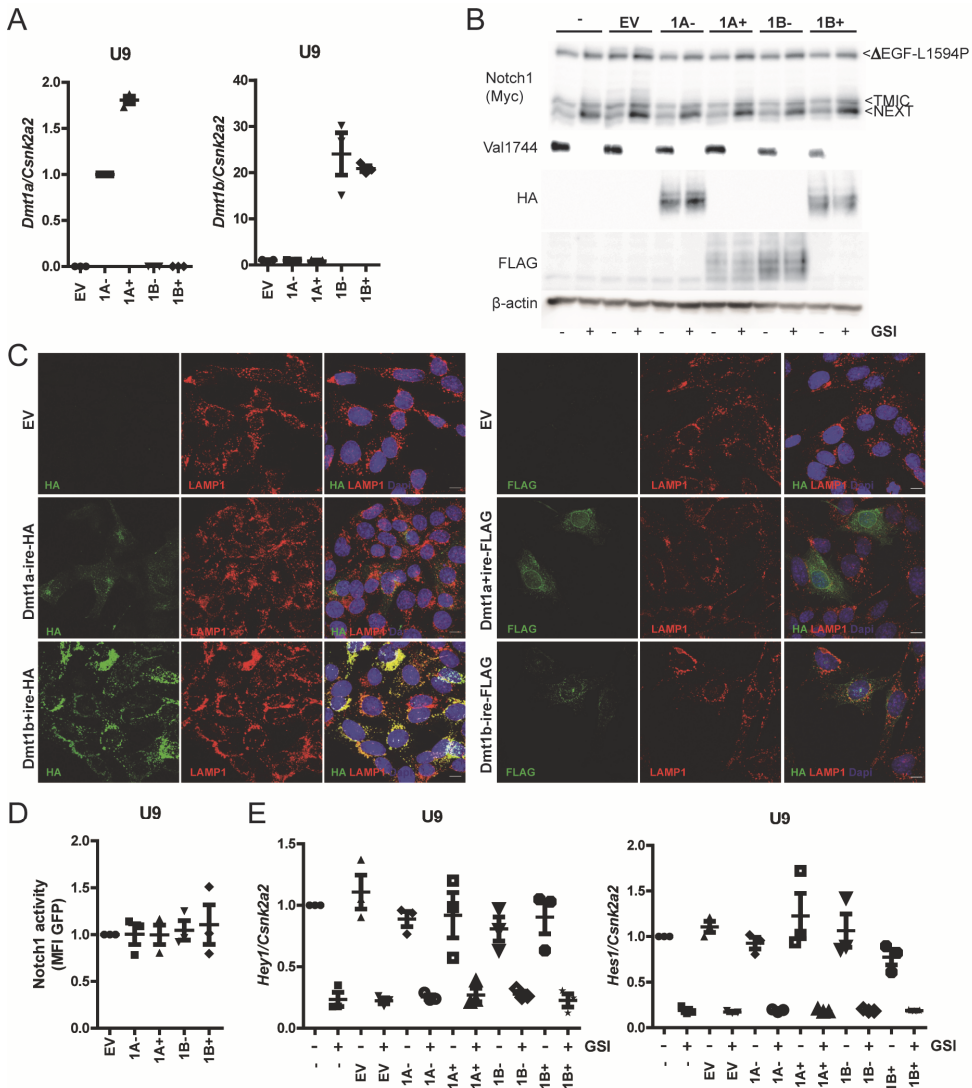 A
U9
Dmt1a/Csnk2a2
2.0
1.5
1.0
0.5
0.0
EV
1A-
1A+
1B-
1B+
U9
Dmt1b/Csnk2a2
40
30
20
10
0
EV
1A-
1A+
1B-
1B+
B
- EV 1A- 1A+ 1B- 1B+
Notch1
(Myc)
<ΔEGF-L1594P
<TMIC
<NEXT
Val1744
HA
FLAG
β-actin
- + - + - + - + - + - + GSI
C
EV
HA
LAMP1
HA LAMP1 Dapi
Dmt1a-ire-HA
HA
LAMP1
HA LAMP1 Dapi
Dmt1b+ire-HA
HA
LAMP1
HA LAMP1 Dapi
EV
FLAG
LAMP1
HA LAMP1 Dapi
Dmt1a+ire-FLAG
FLAG
LAMP1
HA LAMP1 Dapi
Dmt1b-ire-FLAG
FLAG
LAMP1
HA LAMP1 Dapi
D
U9
Notch1 activity
(MFI GFP)
2.0
1.5
1.0
0.5
0.0
EV
1A-
1A+
1B-
1B+
E
U9
Hey1/Csnk2a2
1.5
1.0
0.5
0.0
- + - + - + - + - + - + GSI
-
-
EV
EV
1A-
1A-
1A+
1A+
1B-
1B-
1B+
1B+
U9
Hes1/Csnk2a2
2.0
1.5
1.0
0.5
0.0
- + - + - + - + - + - + GSI
-
-
EV
EV
1A-
1A-
1A+
1A+
1B-
1B-
IB+
1B+